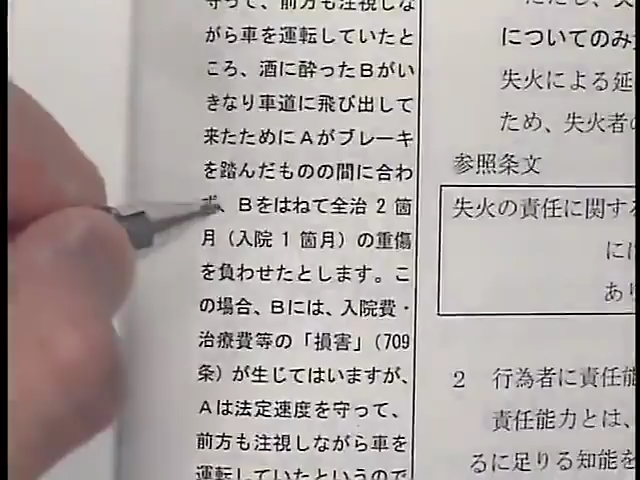 守って、前方も注視しな
がら車を運転していたと
ころ、酒に酔ったBがい
きなり車道に飛び出して
来たためにAがブレーキ
を踏んだものの間に合わ
ず、Bをはねて全治2箇
月（入院1箇月）の重傷
を負わせたとします。こ
の場合、Bには、入院費・
治療費等の「損害」（709
条）が生じてはいますが、
Aは法定速度を守って、
前方も注視しながら車を
運転していたというので
についてのみ
失火による延
ため、失火者の
参照条文
失火の責任に関する
には
あり
2 行為者に責任能
責任能力とは、
るに足りる知能を